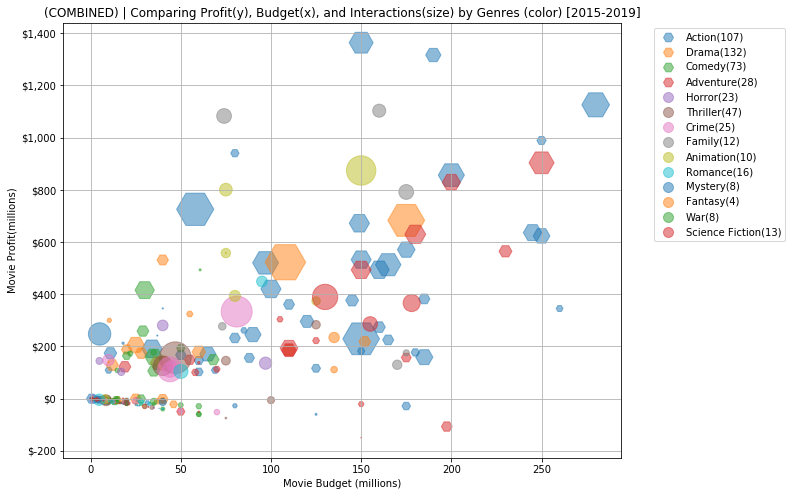 (COMBINED) | Comparing Profit(y), Budget(x), and Interactions(size) by Genres (color) [2015-2019]
$1,400
$1,200
$1,000
$800
$600
$400
$200
$0
$-200
Movie Profit(millions)
0 50 100 150 200 250
Movie Budget (millions)
Action(107)
Drama(132)
Comedy(73)
Adventure(28)
Horror(23)
Thriller(47)
Crime(25)
Family(12)
Animation(10)
Romance(16)
Mystery(8)
Fantasy(4)
War(8)
Science Fiction(13)